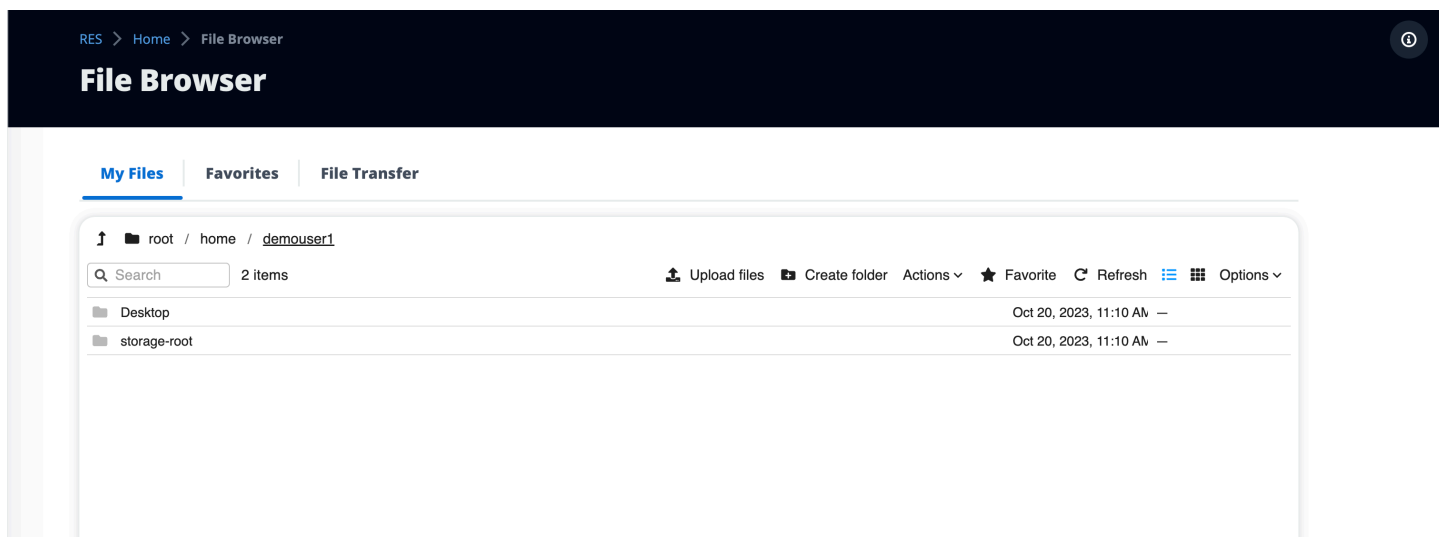 RES > Home > File Browser
File Browser
My Files Favorites File Transfer
root / home / demouser1
Search 2 items Upload files Create folder Actions Favorite Refresh Options
Desktop Oct 20, 2023, 11:10 AM —
storage-root Oct 20, 2023, 11:10 AM —